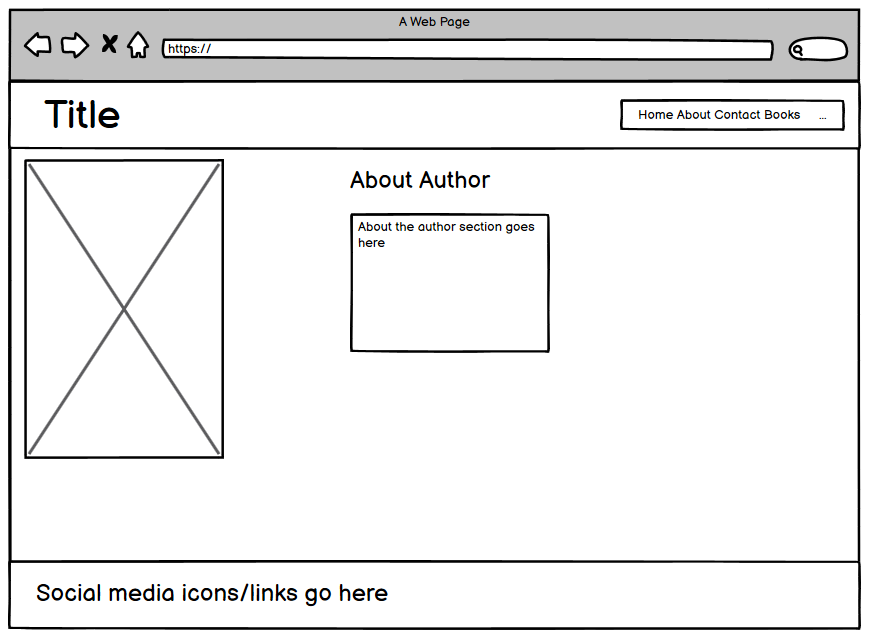 A Web Page
https://
Title
Home About Contact Books ...
About Author
About the author section goes
here
Social media icons/links go here